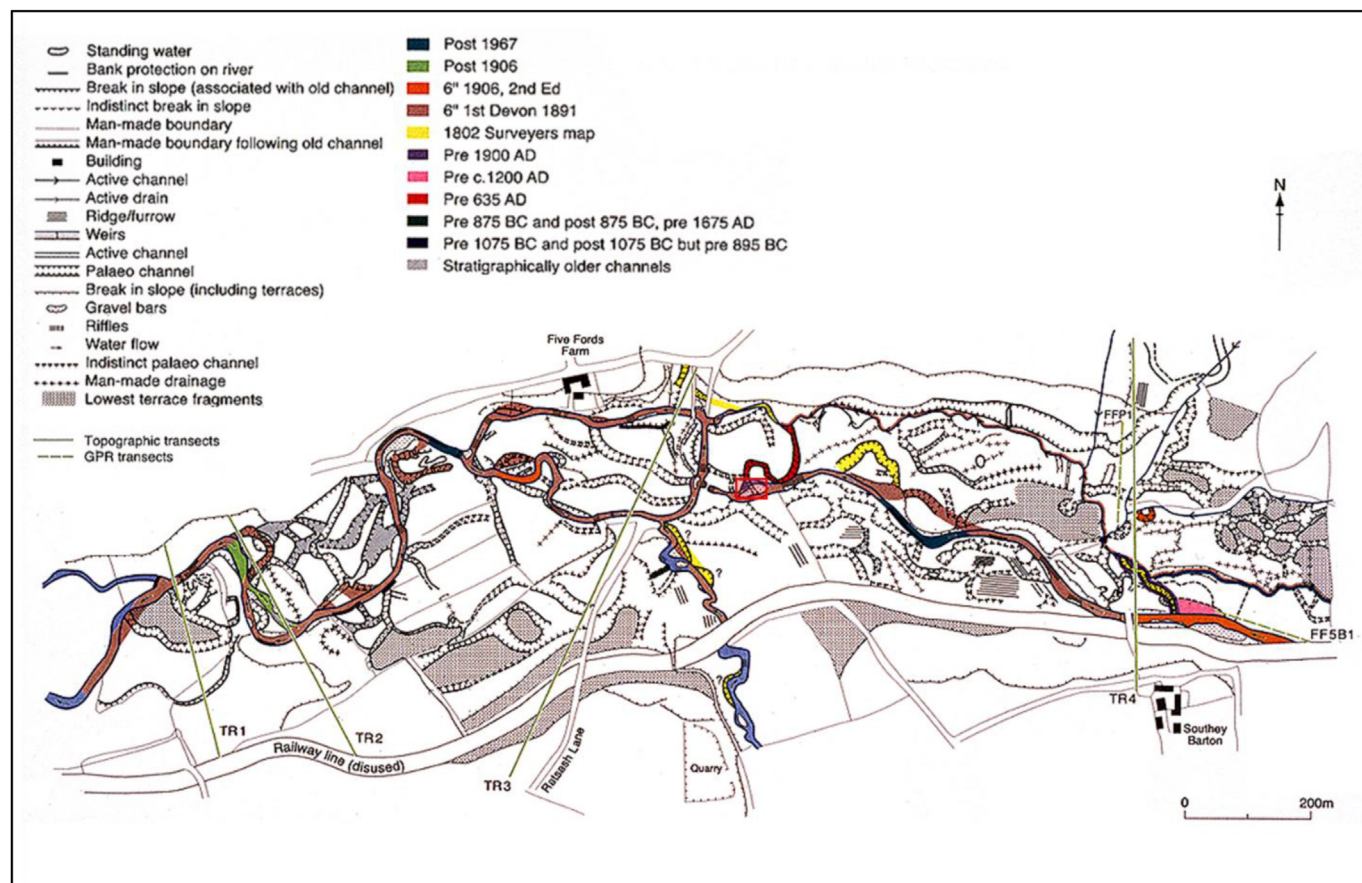 Standing water
Bank protection on river
Break in slope (associated with old channel)
Indistinct break in slope
Man-made boundary
Man-made boundary following old channel
Building
Active channel
Active drain
Ridge/furrow
Weirs
Active channel
Palaeo channel
Break in slope (including terraces)
Gravel bars
Riffles
Water flow
Indistinct palaeo channel
Man-made drainage
Lowest terrace fragments
Topographic transects
GPR transects
Post 1967
Post 1906
6" 1906, 2nd Ed
6" 1st Devon 1891
1802 Surveyers map
Pre 1900 AD
Pre c.1200 AD
Pre 635 AD
Pre 875 BC and post 875 BC, pre 1675 AD
Pre 1075 BC and post 1075 BC but pre 895 BC
Stratigraphically older channels
N
Five Fords
Farm
FFP1
?
?
?
FF5B1
TR1
TR2
Railway line (disused)
TR3
Ratsash Lane
Quarry
TR4
Southey
Barton
0
200m